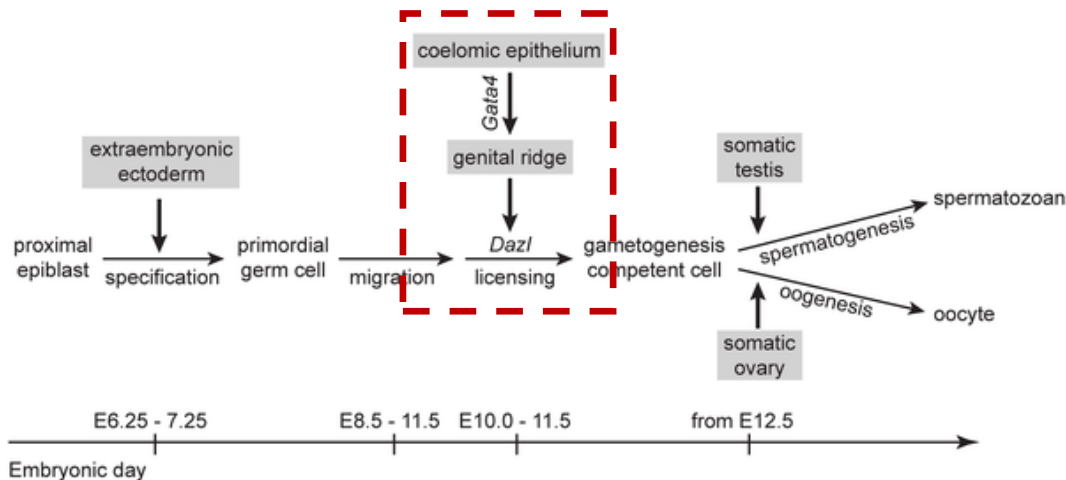 coelomic epithelium
Gata4
extraembryonic
ectoderm
genital ridge
somatic
testis
proximal
epiblast
specification
primordial
germ cell
migration
Dazl
licensing
gametogenesis
competent cell
spermatogenesis
spermatozoan
oogenesis
oocyte
somatic
ovary
E6.25 - 7.25
E8.5 - 11.5
E10.0 - 11.5
from E12.5
Embryonic day